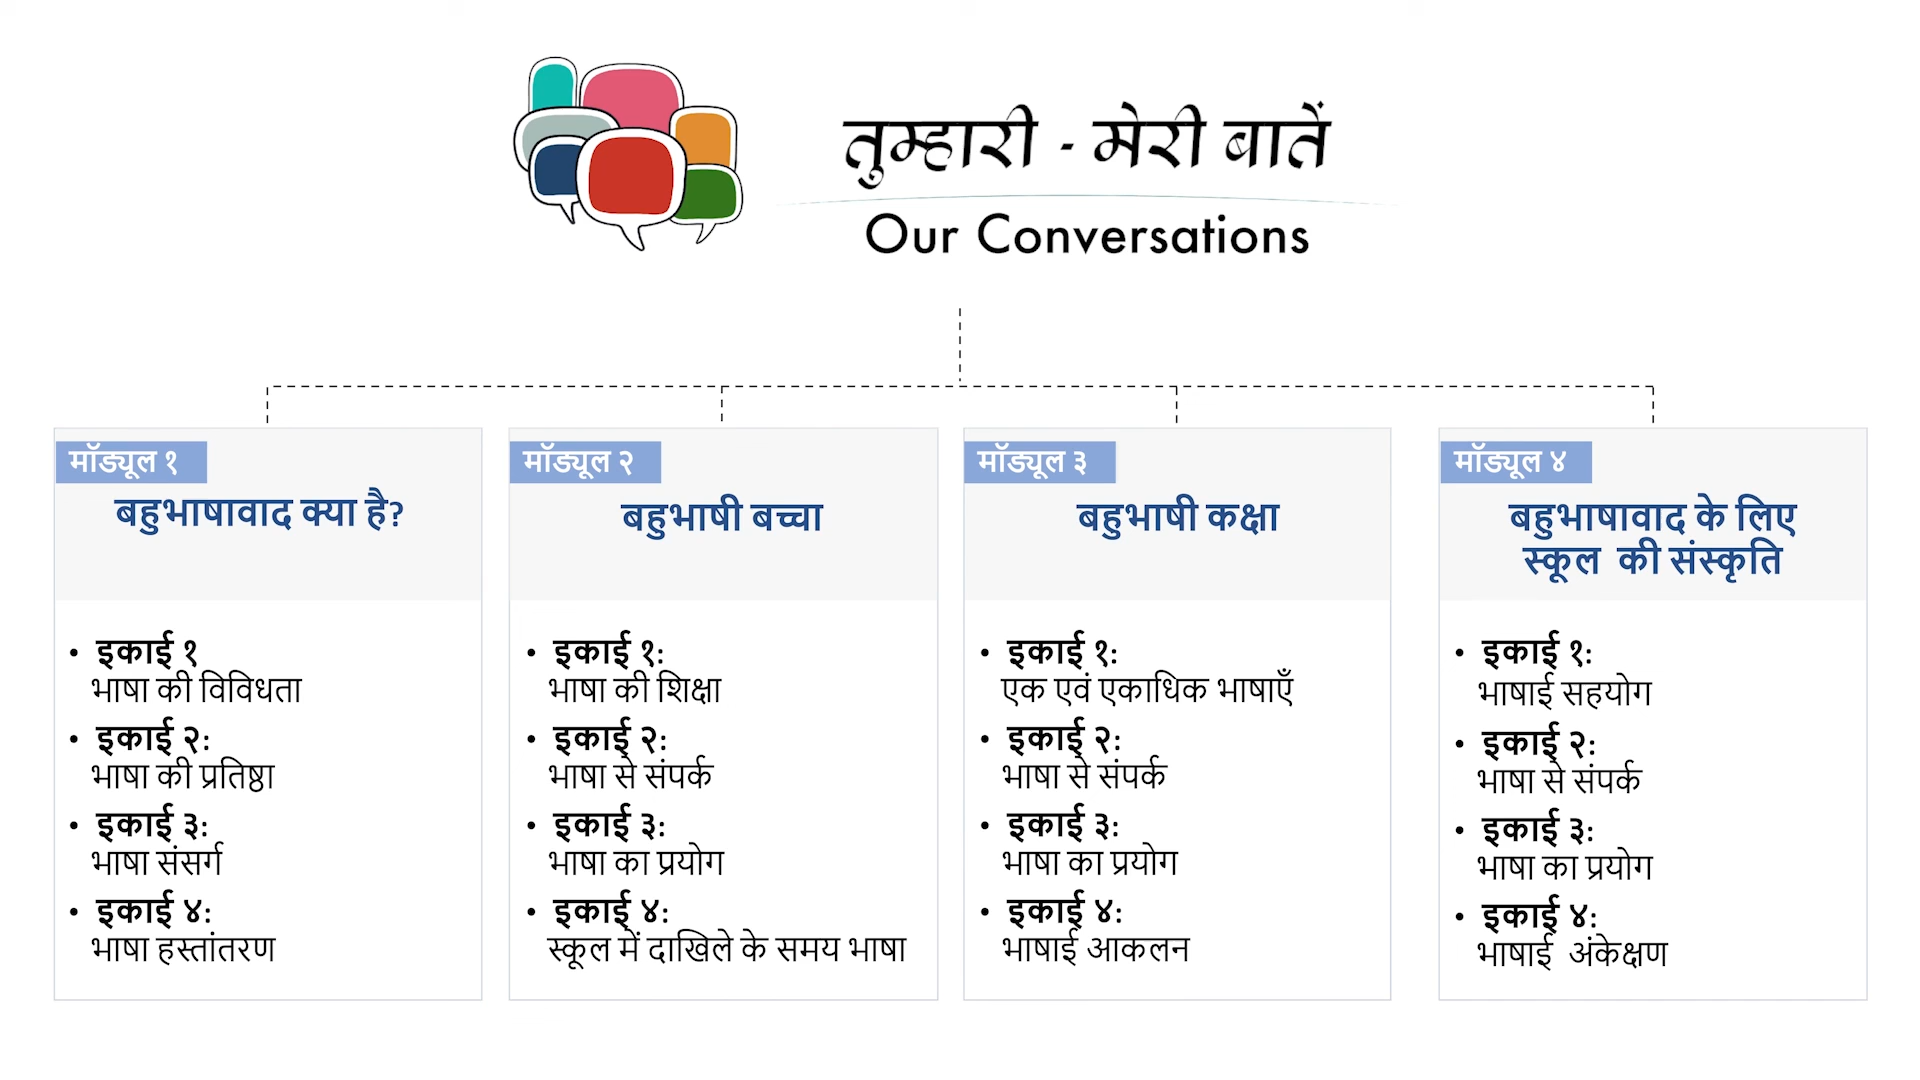 तुम्हारी - मेरी बातें
Our Conversations
मॉड्यूल १
बहुभाषावाद क्या है?
• इकाई १
भाषा की विविधता
• इकाई २:
भाषा की प्रतिष्ठा
• इकाई ३:
भाषा संसर्ग
• इकाई ४:
भाषा हस्तांतरण
मॉड्यूल २
बहुभाषी बच्चा
• इकाई १:
भाषा की शिक्षा
• इकाई २:
भाषा से संपर्क
• इकाई ३:
भाषा का प्रयोग
• इकाई ४:
स्कूल में दाखिले के समय भाषा
मॉड्यूल ३
बहुभाषी कक्षा
• इकाई १:
एक एवं एकाधिक भाषाएँ
• इकाई २:
भाषा से संपर्क
• इकाई ३:
भाषा का प्रयोग
• इकाई ४:
भाषाई आकलन
मॉड्यूल ४
बहुभाषावाद के लिए
स्कूल की संस्कृति
• इकाई १:
भाषाई सहयोग
• इकाई २:
भाषा से संपर्क
• इकाई ३:
भाषा का प्रयोग
• इकाई ४:
भाषाई अंकेक्षण